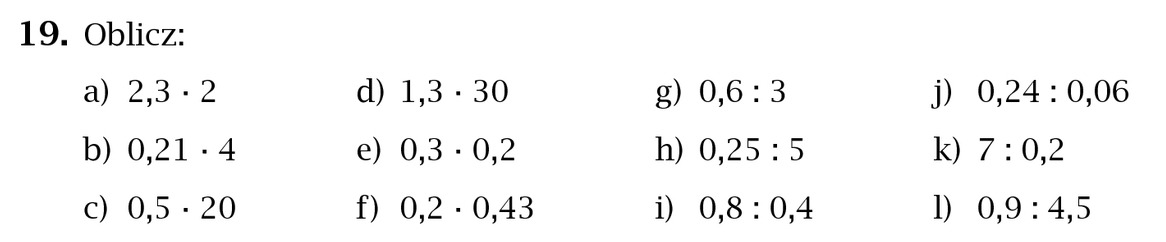 19. Oblicz:
a) 2,3 · 2 d) 1,3 · 30 g) 0,6 : 3 j) 0,24 : 0,06
b) 0,21 · 4 e) 0,3 · 0,2 h) 0,25 : 5 k) 7 : 0,2
c) 0,5 · 20 f) 0,2 · 0,43 i) 0,8 : 0,4 l) 0,9 : 4,5